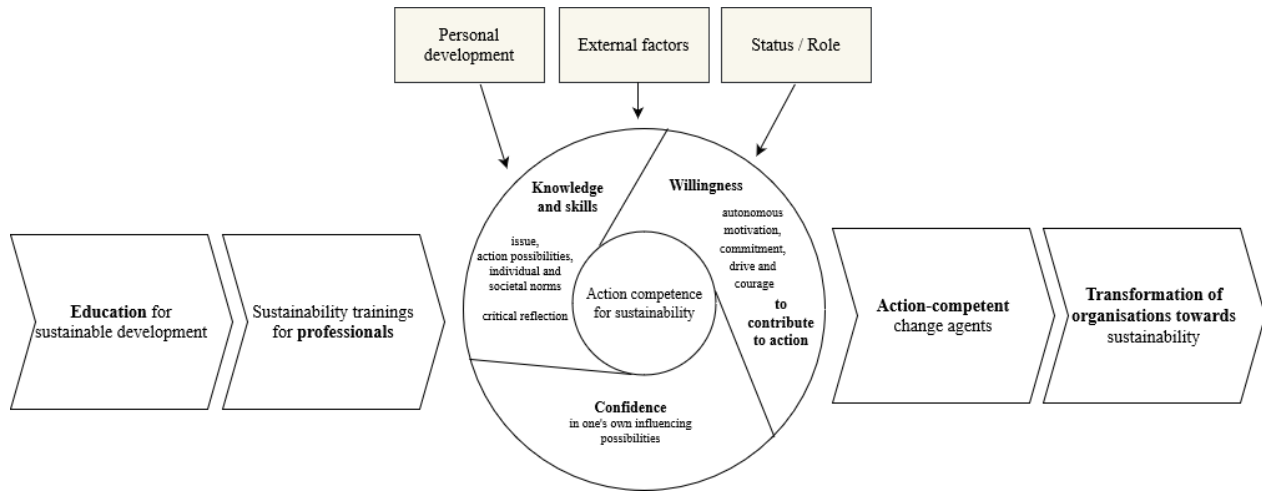 Personal
development
External factors
Status / Role
Knowledge
and skills
issue,
action possibilities,
individual and
societal norms
critical reflection
Willingness
autonomous
motivation,
commitment,
drive and
courage
to
contribute
to action
Action competence
for sustainability
Confidence
in one's own influencing
possibilities
Education for
sustainable development
Sustainability trainings
for professionals
Action-competent
change agents
Transformation of
organisations towards
sustainability